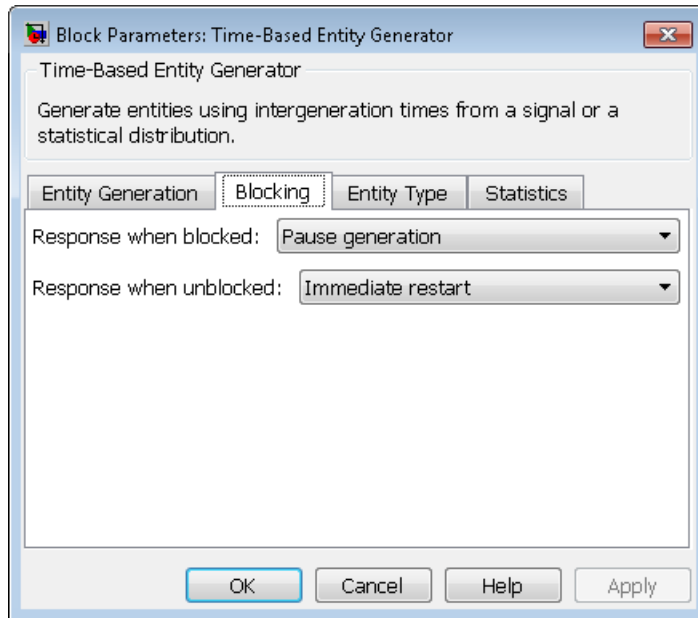 Block Parameters: Time-Based Entity Generator
Time-Based Entity Generator
Generate entities using intergeneration times from a signal or a
statistical distribution.
Entity Generation Blocking Entity Type Statistics
Response when blocked: Pause generation
Response when unblocked: Immediate restart
OK Cancel Help Apply